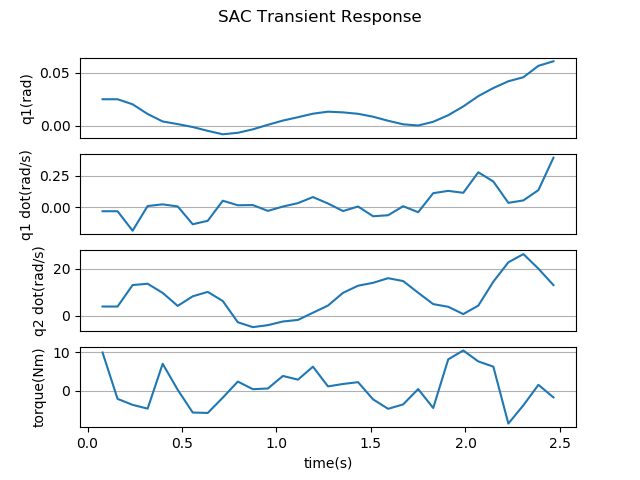 SAC Transient Response
0.05
0.00
q1(rad)
0.25
0.00
q1 dot(rad/s)
20
0
q2 dot(rad/s)
10
0
torque(Nm)
0.0 0.5 1.0 1.5 2.0 2.5
time(s)